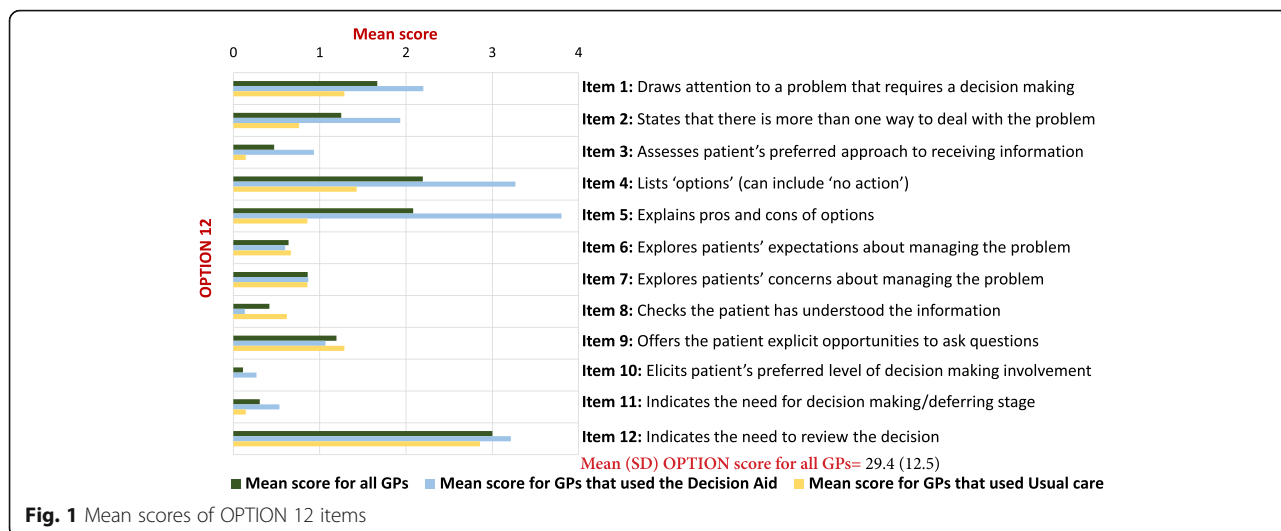 Mean score
0 1 2 3 4
OPTION 12
Item 1: Draws attention to a problem that requires a decision making
Item 2: States that there is more than one way to deal with the problem
Item 3: Assesses patient’s preferred approach to receiving information
Item 4: Lists ‘options’ (can include ‘no action’)
Item 5: Explains pros and cons of options
Item 6: Explores patients’ expectations about managing the problem
Item 7: Explores patients’ concerns about managing the problem
Item 8: Checks the patient has understood the information
Item 9: Offers the patient explicit opportunities to ask questions
Item 10: Elicits patient’s preferred level of decision making involvement
Item 11: Indicates the need for decision making/deferring stage
Item 12: Indicates the need to review the decision
Mean (SD) OPTION score for all GPs= 29.4 (12.5)
Mean score for all GPs Mean score for GPs that used the Decision Aid Mean score for GPs that used Usual care
Fig. 1 Mean scores of OPTION 12 items